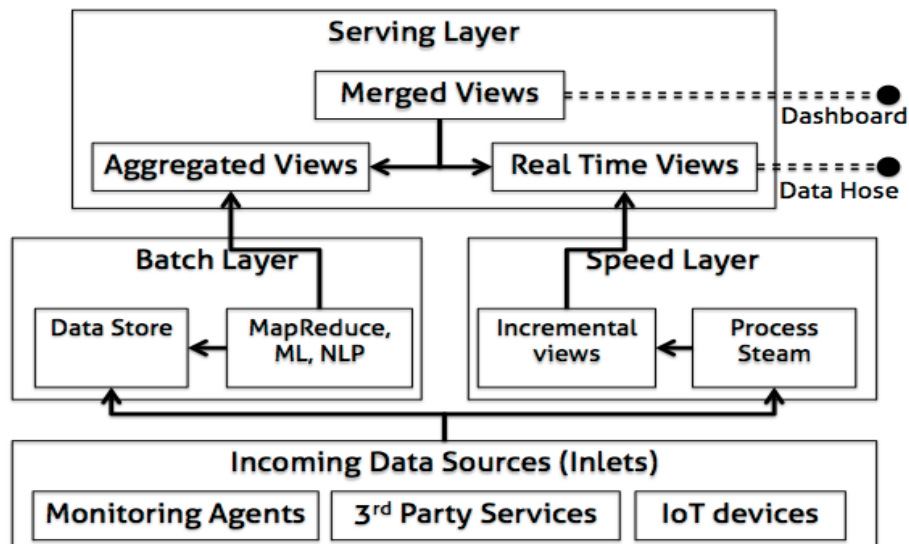 Serving Layer
Merged Views
Dashboard
Aggregated Views
Real Time Views
Data Hose
Batch Layer
Data Store
MapReduce,
ML, NLP
Speed Layer
Incremental
views
Process
Steam
Incoming Data Sources (Inlets)
Monitoring Agents
3rd Party Services
IoT devices